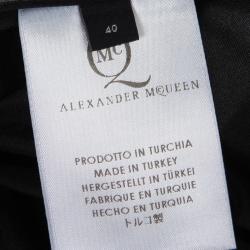 40
McQ
ALEXANDER McQUEEN
PRODOTTO IN TURCHIA
MADE IN TURKEY
HERGESTELLT IN TÜRKEI
FABRIQUE EN TURQUIE
HECHO EN TURQUIA
トルコ製